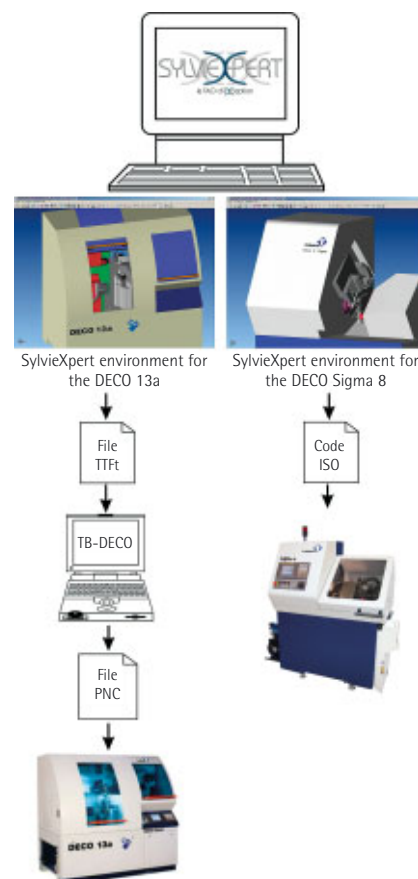 SYLVIEXPERT
DECO 13a
SylvieXpert environment for
the DECO 13a
SylvieXpert environment for
the DECO Sigma 8
File
TTFt
Code
ISO
TB-DECO
File
PNC
DECO 13a